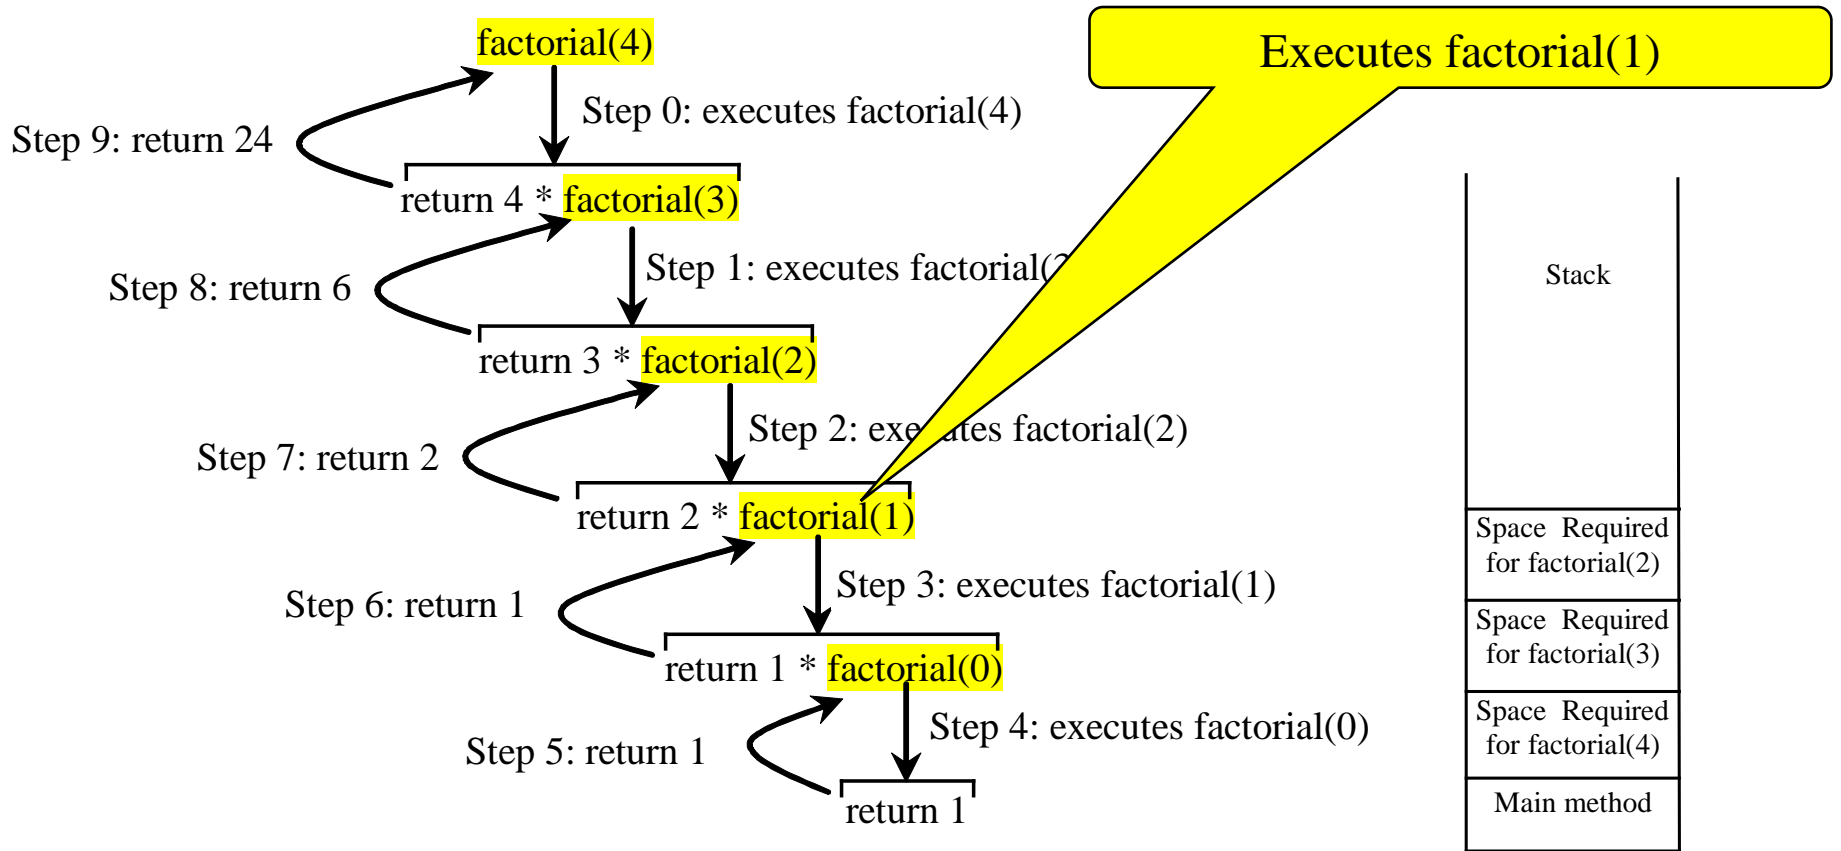 factorial(4)
Executes factorial(1)
Step 0: executes factorial(4)
Step 9: return 24
return 4 * factorial(3)
Step 1: executes
Step 8: return 6
Stack
return 3 * factorial(2)
Step 2: executes factorial(2)
Step 7: return 2
return 2 * factorial(1)
Space Required
for factorial(2)
Step 3: executes factorial(1)
Step 6: return 1
Space Required
for factorial(3)
return 1 * factorial(0)
Step 4: executes factorial(0)
Space Required
for factorial(4)
Step 5: return 1
return 1
Main method